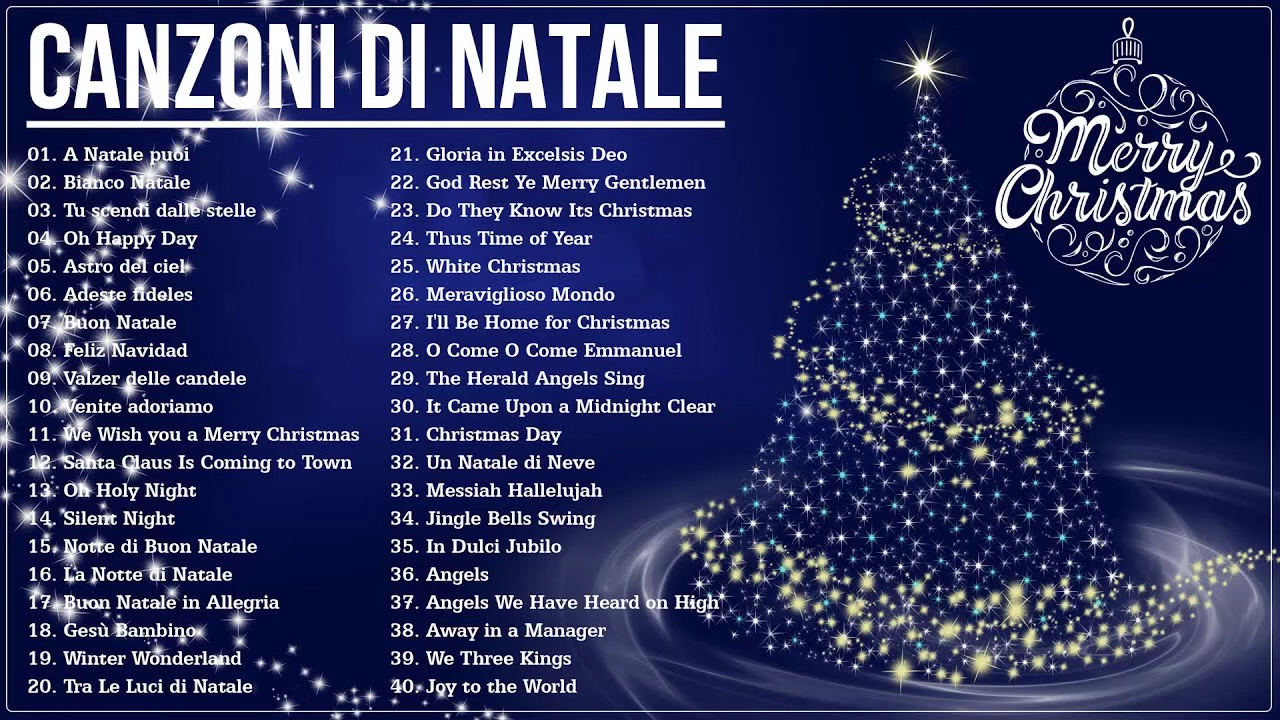 CANZONI DI NATALE
01. A Natale puoi
02. Bianco Natale
03. Tu scendi dalle stelle
04. Oh Happy Day
05. Astro del ciel
06. Adeste fideles
07. Buon Natale
08. Feliz Navidad
09. Valzer delle candele
10. Venite adoriamo
11. We Wish you a Merry Christmas
12. Santa Claus Is Coming to Town
13. Oh Holy Night
14. Silent Night
15. Notte di Buon Natale
16. La Notte di Natale
17. Buon Natale in Allegria
18. Gesù Bambino
19. Winter Wonderland
20. Tra Le Luci di Natale
21. Gloria in Excelsis Deo
22. God Rest Ye Merry Gentlemen
23. Do They Know Its Christmas
24. Thus Time of Year
25. White Christmas
26. Meraviglioso Mondo
27. I'll Be Home for Christmas
28. O Come O Come Emmanuel
29. The Herald Angels Sing
30. It Came Upon a Midnight Clear
31. Christmas Day
32. Un Natale di Neve
33. Messiah Hallelujah
34. Jingle Bells Swing
35. In Dulci Jubilo
36. Angels
37. Angels We Have Heard on High
38. Away in a Manager
39. We Three Kings
40. Joy to the World
Merry
Christmas